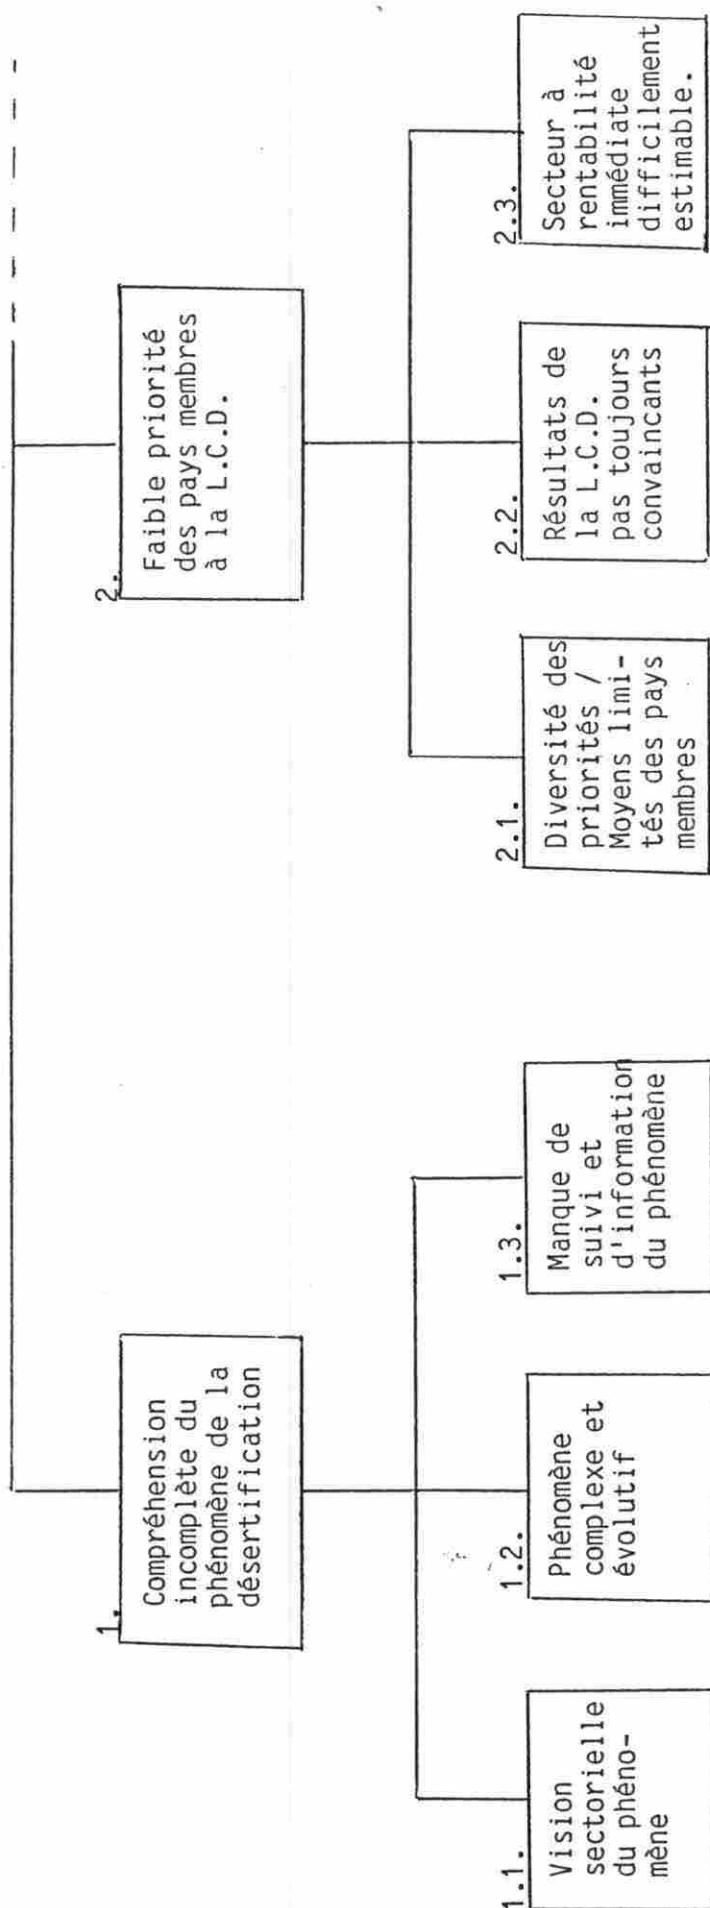 1.
Compréhension
incomplète du
phénomène de la
désertification
2.
Faible priorité
des pays membres
à la L.C.D.
1.1.
Vision
sectorielle
du phéno-
mène
1.2.
Phénomène
complexe et
évolutif
1.3.
Manque de
suivi et
d'information
du phénomène
2.1.
Diversité des
priorités /
Moyens limi-
tés des pays
membres
2.2.
Résultats de
la L.C.D.
pas toujours
convaincants
2.3.
Secteur à
rentabilité
immédiate
difficilement
estimable.